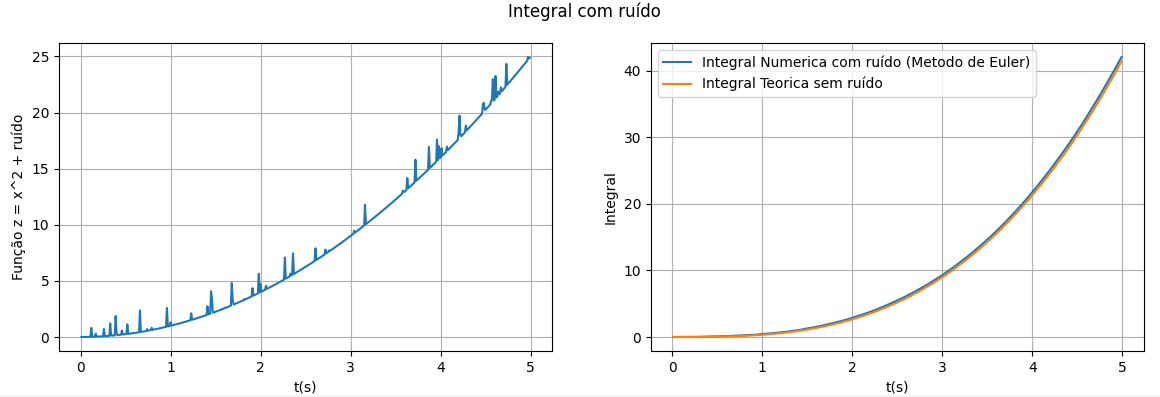 Integral com ruído
Função z = x^2 + ruído
25
20
15
10
5
0
0 1 2 3 4 5
t(s)
Integral
40
30
20
10
0
Integral Numerica com ruído (Metodo de Euler)
Integral Teorica sem ruído
0 1 2 3 4 5
t(s)